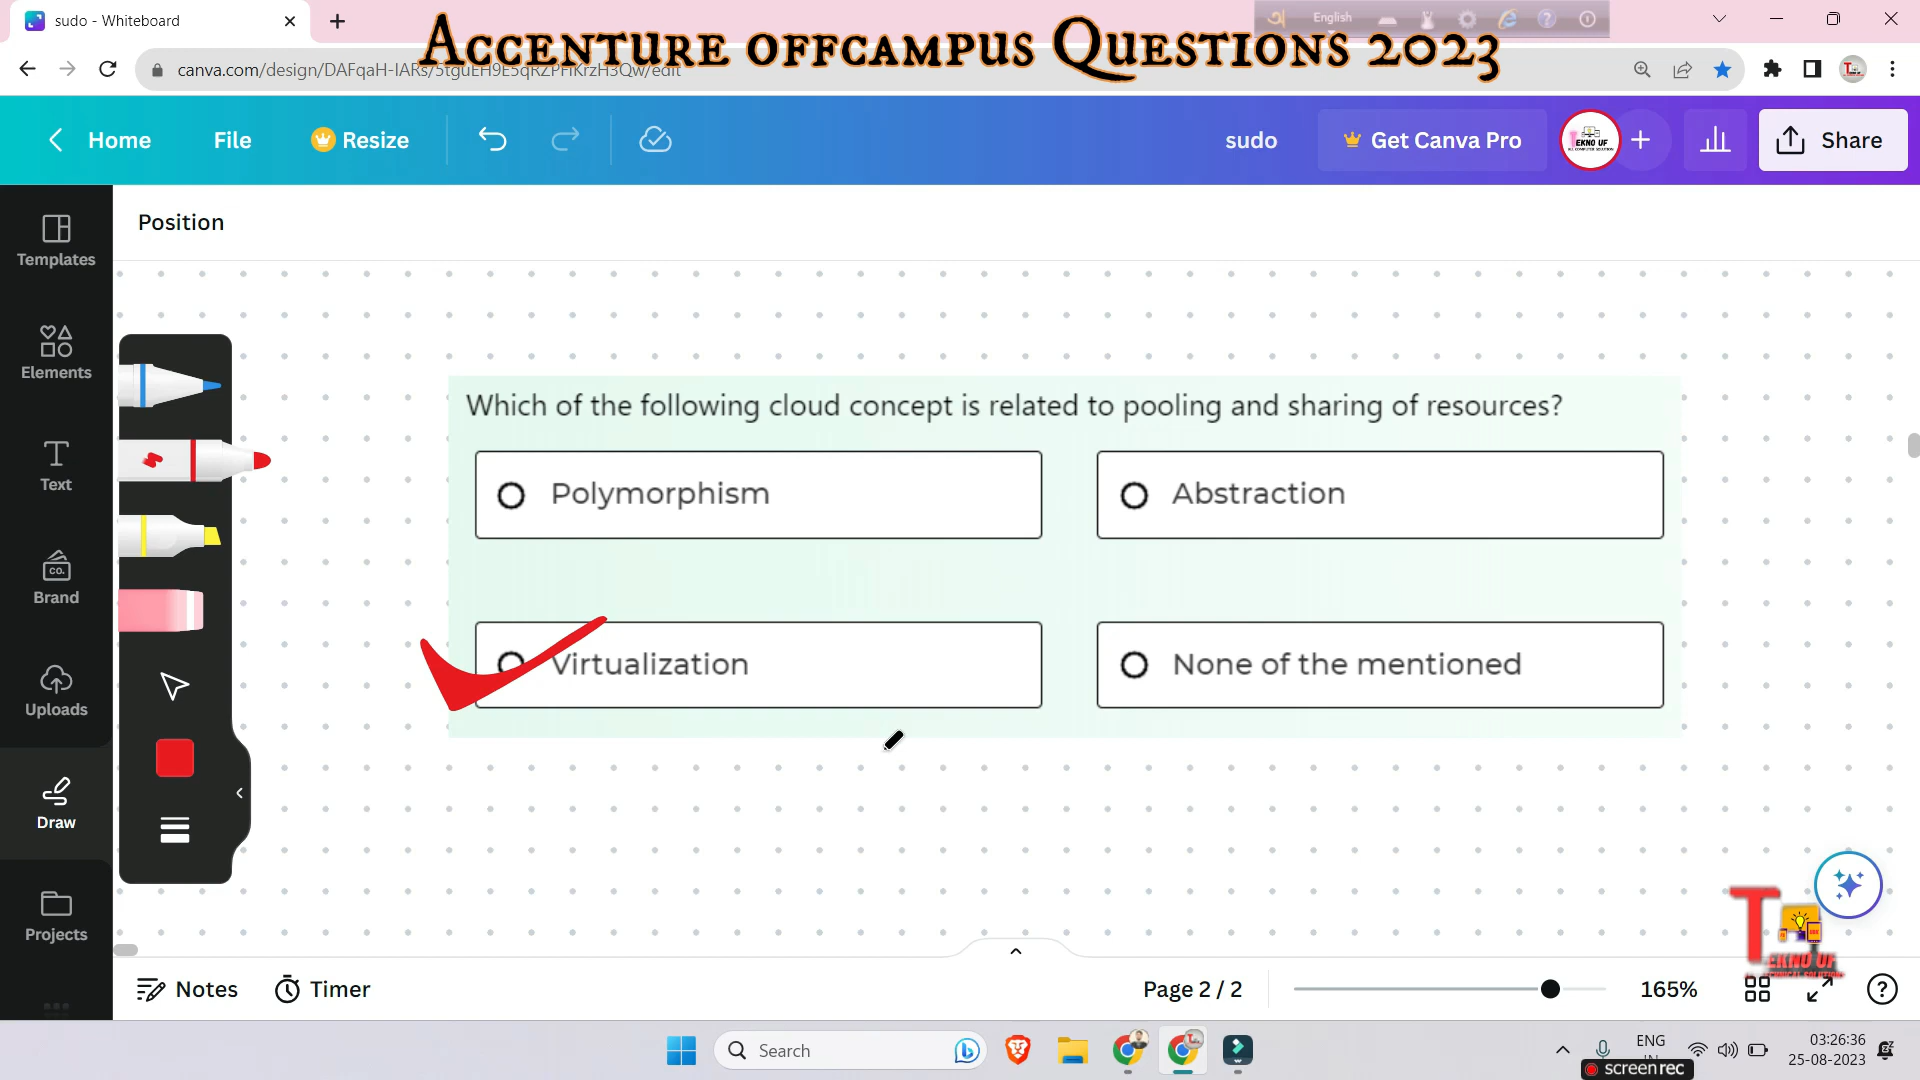 sudo - Whiteboard
English
Accenture offcampus Questions 2023
canva.com/design/DAFqaH-IARs/5tguEH9E5qRZPFiKrzH3Qw/edit
Home
File
Resize
sudo
Get Canva Pro
Share
Templates
Position
Elements
Text
Brand
Uploads
Draw
Projects
Which of the following cloud concept is related to pooling and sharing of resources?
Polymorphism
Abstraction
Virtualization
None of the mentioned
Notes
Timer
Page 2 / 2
165%
Search
ENG
03:26:36
25-08-2023
screenrec